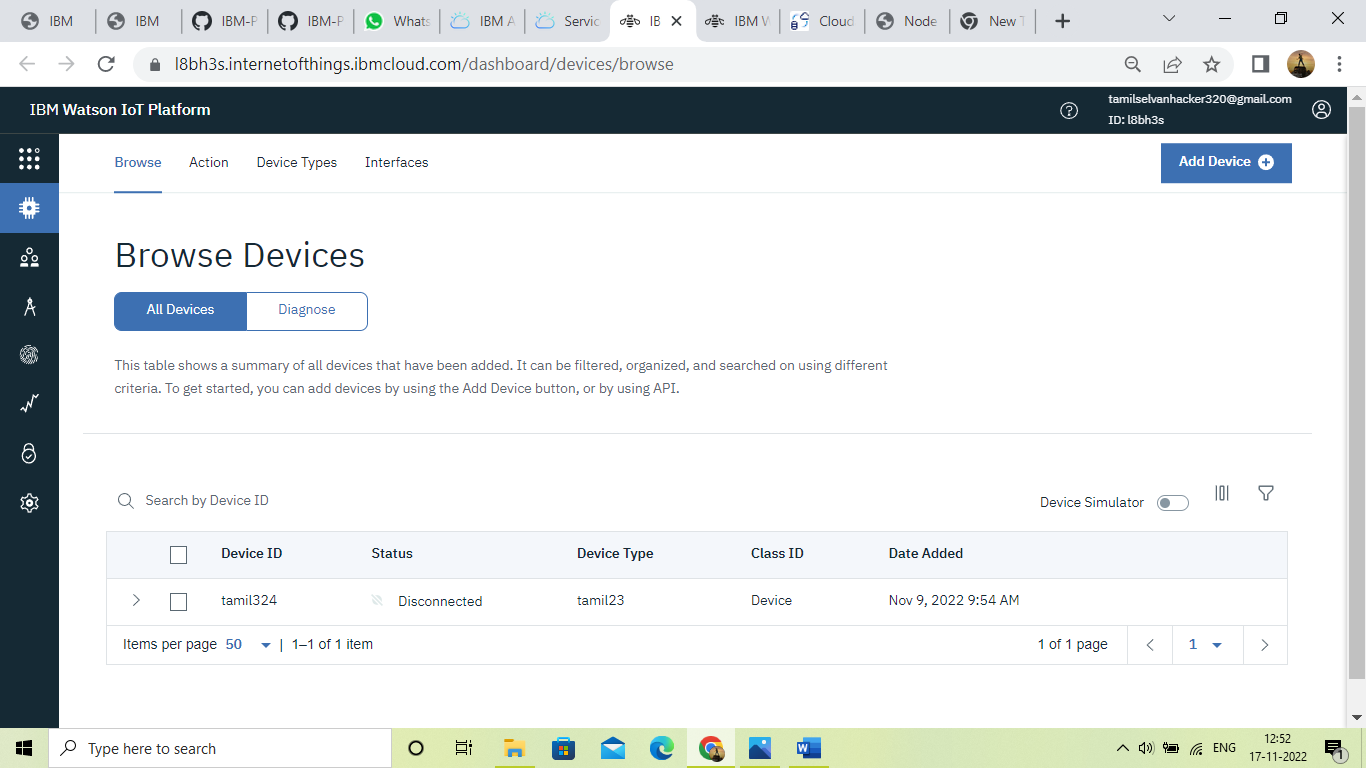 IBM
IBM
IBM-P
IBM-P
Whats
IBM A
Servic
IB
IBM W
Cloud
Node
New T
l8bh3s.internetofthings.ibmcloud.com/dashboard/devices/browse
IBM Watson IoT Platform
tamilselvanhacker320@gmail.com
ID: l8bh3s
Browse Action Device Types Interfaces
Add Device
Browse Devices
All Devices Diagnose
This table shows a summary of all devices that have been added. It can be filtered, organized, and searched on using different
criteria. To get started, you can add devices by using the Add Device button, or by using API.
Search by Device ID
Device Simulator
Device ID Status Device Type Class ID Date Added
tamil324 Disconnected tamil23 Device Nov 9, 2022 9:54 AM
Items per page 50 | 1–1 of 1 item 1 of 1 page 1
Type here to search
ENG
12:52
17-11-2022
1